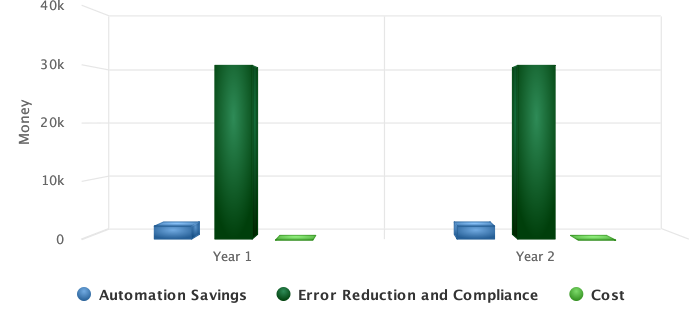 40k
30k
20k
10k
0
Money
Year 1
Year 2
Automation Savings
Error Reduction and Compliance
Cost